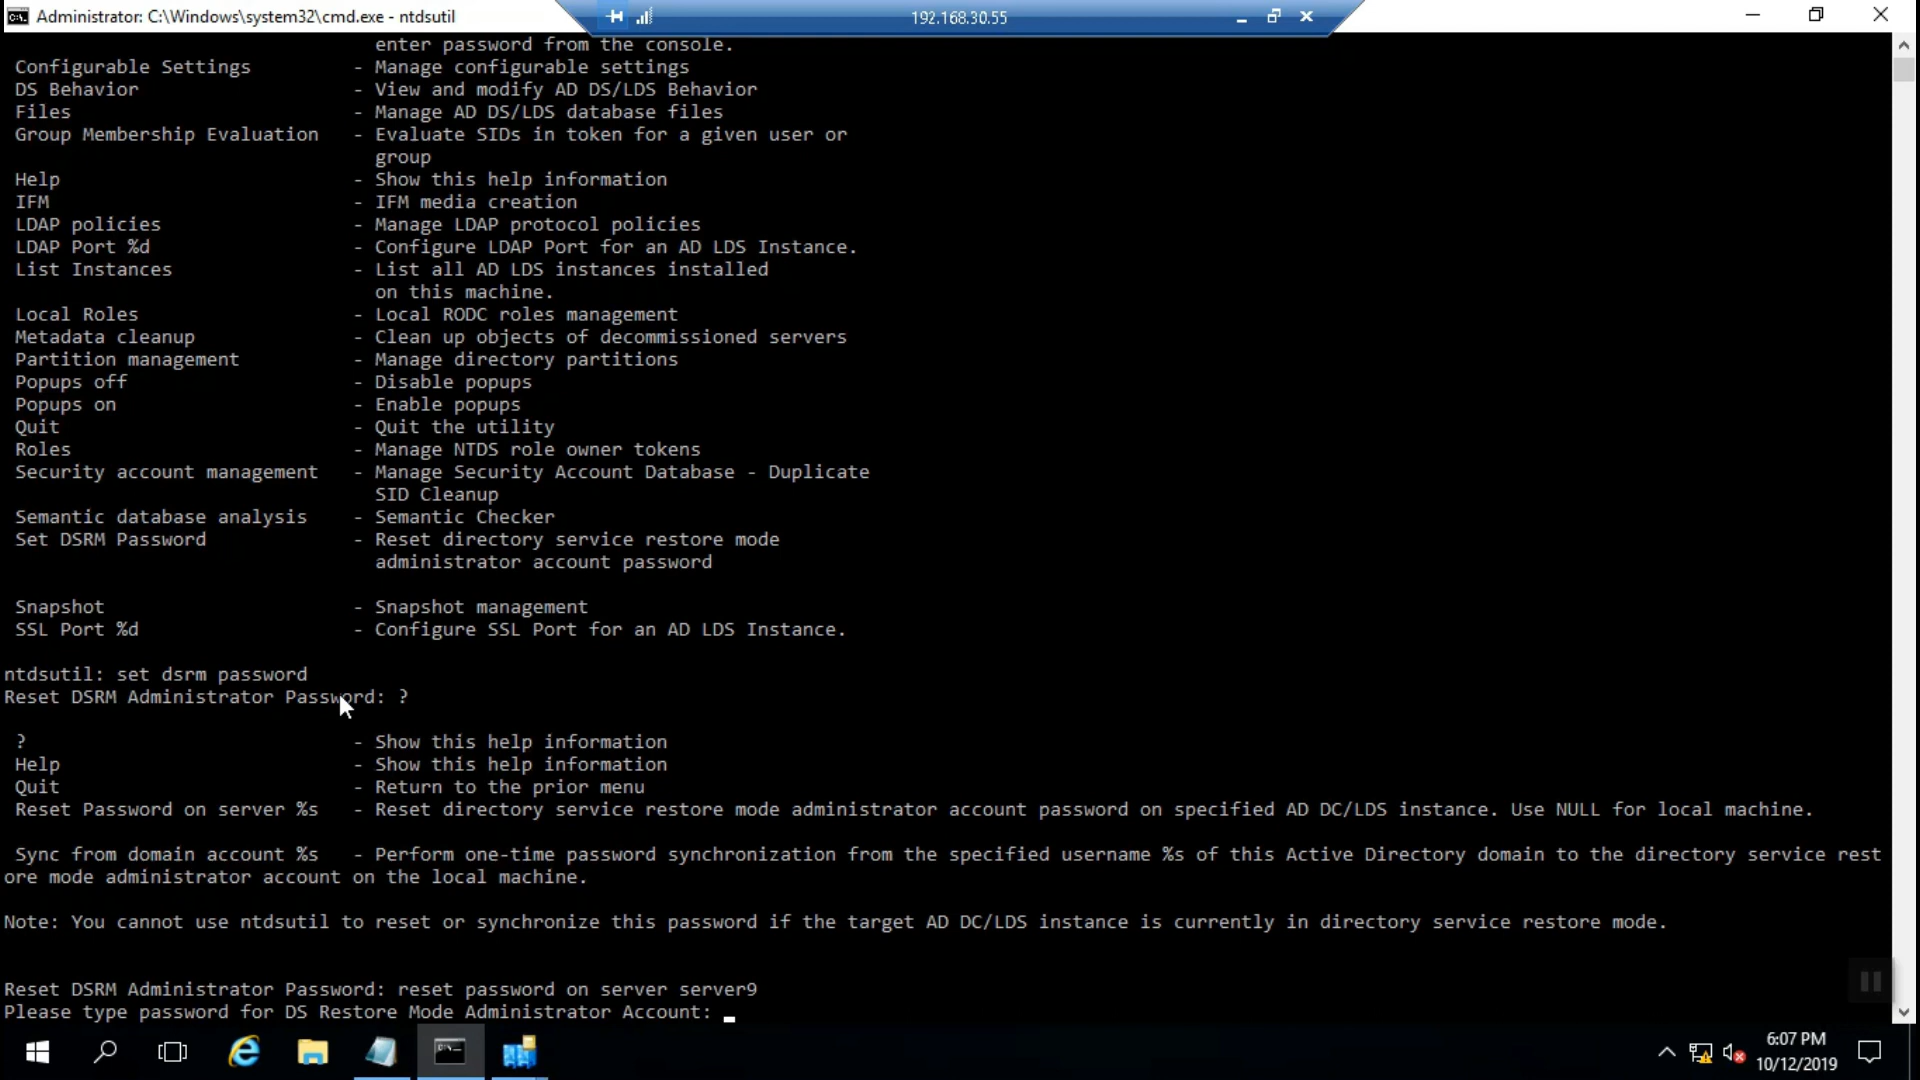 Administrator: C:\Windows\system32\cmd.exe - ntdsutil
192.168.30.55
enter password from the console.
Configurable Settings - Manage configurable settings
DS Behavior - View and modify AD DS/LDS Behavior
Files - Manage AD DS/LDS database files
Group Membership Evaluation - Evaluate SIDs in token for a given user or
group
Help - Show this help information
IFM - IFM media creation
LDAP policies - Manage LDAP protocol policies
LDAP Port %d - Configure LDAP Port for an AD LDS Instance.
List Instances - List all AD LDS instances installed
on this machine.
Local Roles - Local RODC roles management
Metadata cleanup - Clean up objects of decommissioned servers
Partition management - Manage directory partitions
Popups off - Disable popups
Popups on - Enable popups
Quit - Quit the utility
Roles - Manage NTDS role owner tokens
Security account management - Manage Security Account Database - Duplicate
SID Cleanup
Semantic database analysis - Semantic Checker
Set DSRM Password - Reset directory service restore mode
administrator account password
Snapshot - Snapshot management
SSL Port %d - Configure SSL Port for an AD LDS Instance.
ntdsutil: set dsrm password
Reset DSRM Administrator Password: ?
? - Show this help information
Help - Show this help information
Quit - Return to the prior menu
Reset Password on server %s - Reset directory service restore mode administrator account password on specified AD DC/LDS instance. Use NULL for local machine.
Sync from domain account %s - Perform one-time password synchronization from the specified username %s of this Active Directory domain to the directory service rest
ore mode administrator account on the local machine.
Note: You cannot use ntdsutil to reset or synchronize this password if the target AD DC/LDS instance is currently in directory service restore mode.
Reset DSRM Administrator Password: reset password on server server9
Please type password for DS Restore Mode Administrator Account:
6:07 PM
10/12/2019